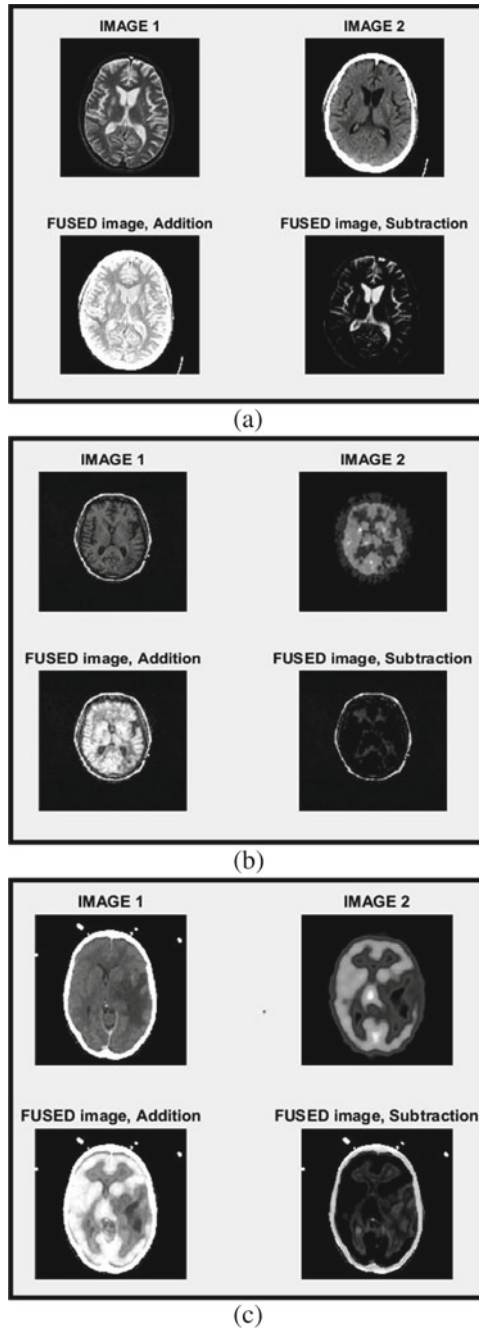 IMAGE 1 IMAGE 2
FUSED image, Addition FUSED image, Subtraction
(a)
IMAGE 1 IMAGE 2
FUSED image, Addition FUSED image, Subtraction
(b)
IMAGE 1 IMAGE 2
FUSED image, Addition FUSED image, Subtraction
(c)